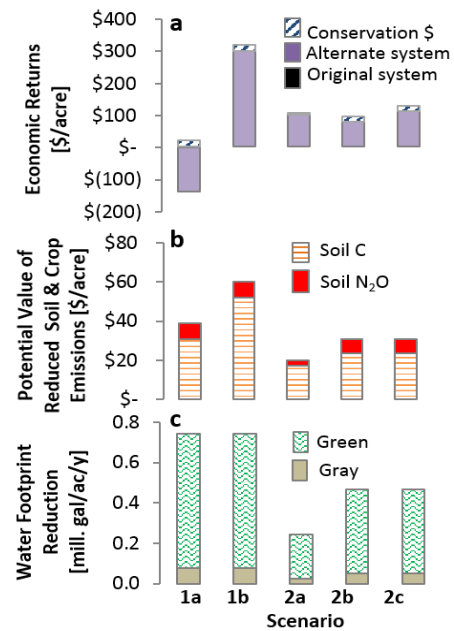 a
Economic Returns
[$/acre]
$400
$300
$200
$100
$-
$(100)
$(200)
Conservation $
Alternate system
Original system
b
Potential Value of
Reduced Soil & Crop
Emissions [$/acre]
$80
$60
$40
$20
$-
Soil C
Soil N₂O
c
Water Footprint
Reduction
[mill. gal/ac/y]
0.8
0.6
0.4
0.2
0.0
Green
Gray
1a 1b 2a 2b 2c
Scenario